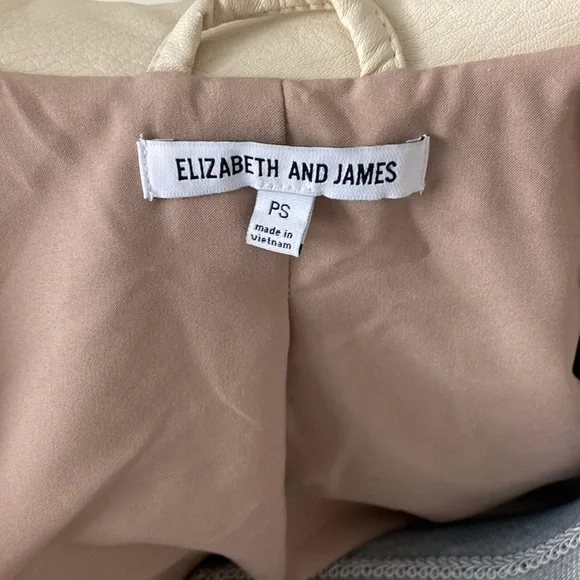 ELIZABETH AND JAMES
PS
made in
vietnam